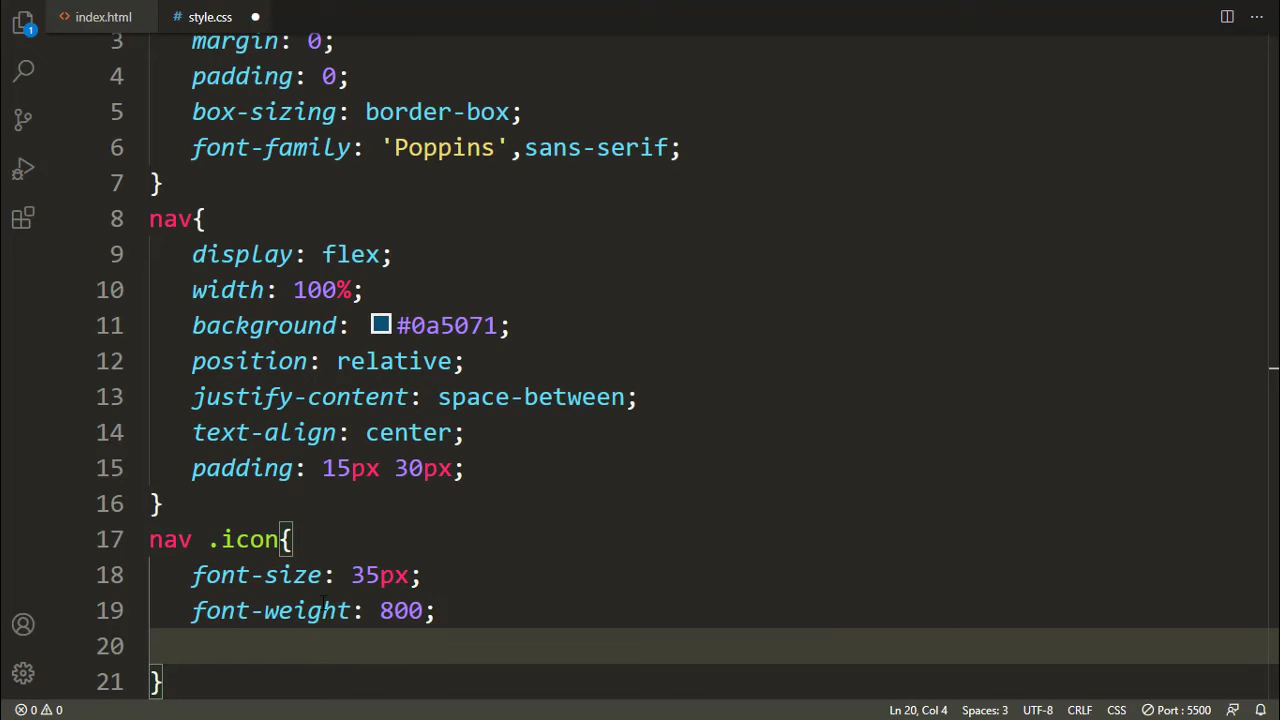 index.html
# style.css
1
3 margin: 0;
4 padding: 0;
5 box-sizing: border-box;
6 font-family: 'Poppins',sans-serif;
7 }
8 nav{
9 display: flex;
10 width: 100%;
11 background: #0a5071;
12 position: relative;
13 justify-content: space-between;
14 text-align: center;
15 padding: 15px 30px;
16 }
17 nav .icon{
18 font-size: 35px;
19 font-weight: 800;
20
21 }
0 0 Ln 20, Col 4 Spaces: 3 UTF-8 CRLF CSS Port : 5500